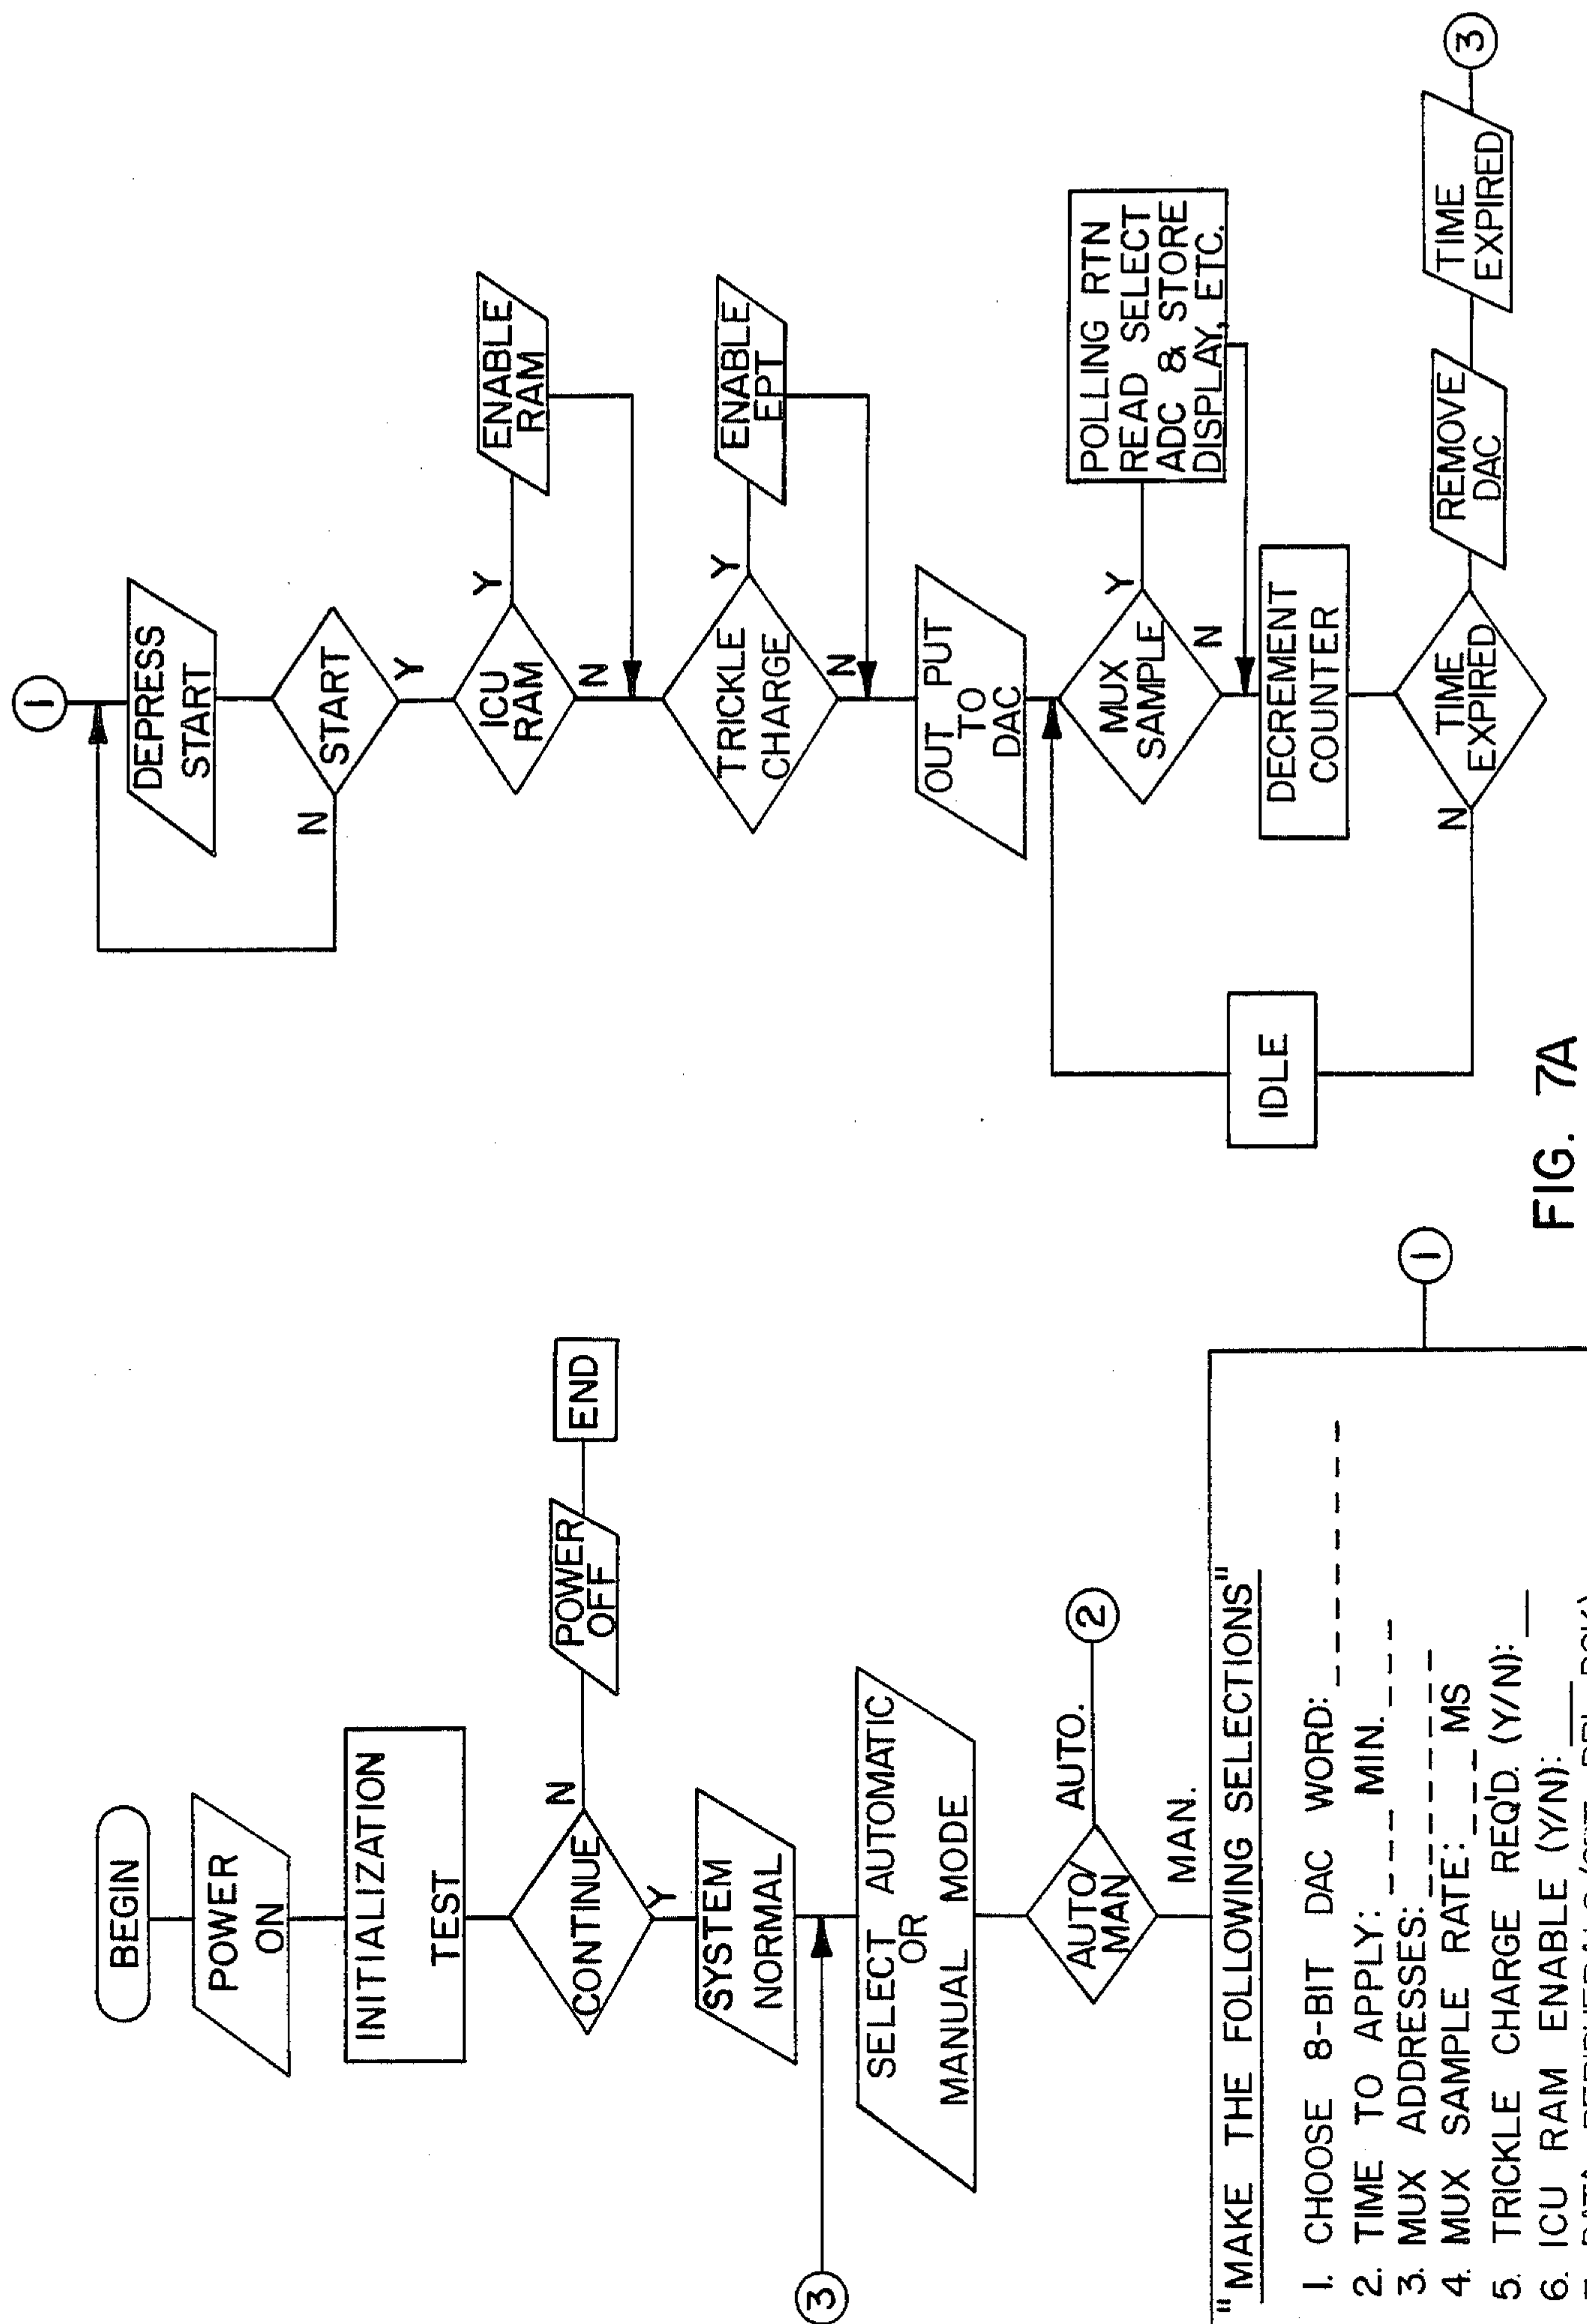 BEGIN
POWER
ON
INITIALIZATION
TEST
CONTINUE
N
POWER
OFF
END
Y
SYSTEM
NORMAL
3
SELECT AUTOMATIC
OR
MANUAL MODE
AUTO/
MAN
AUTO.
2
MAN.
"MAKE THE FOLLOWING SELECTIONS"
1. CHOOSE 8-BIT DAC WORD: _ _ _ _ _ _ _ _
2. TIME TO APPLY: _ _ _ MIN. _ _ _
3. MUX ADDRESSES: _ _ _ _ _ _
4. MUX SAMPLE RATE: _ _ _ MS
5. TRICKLE CHARGE REQ'D. (Y/N): __
6. ICU RAM ENABLE (Y/N): __
1
1
DEPRESS
START
START
N
Y
ICU
RAM
Y
ENABLE
RAM
N
TRICKLE
CHARGE
Y
ENABLE
EPT
N
OUT PUT
TO
DAC
MUX
SAMPLE
Y
POLLING RTN
READ SELECT
ADC & STORE
DISPLAY, ETC.
N
DECREMENT
COUNTER
IDLE
TIME
EXPIRED
N
REMOVE
DAC
TIME
EXPIRED
3
FIG. 7A